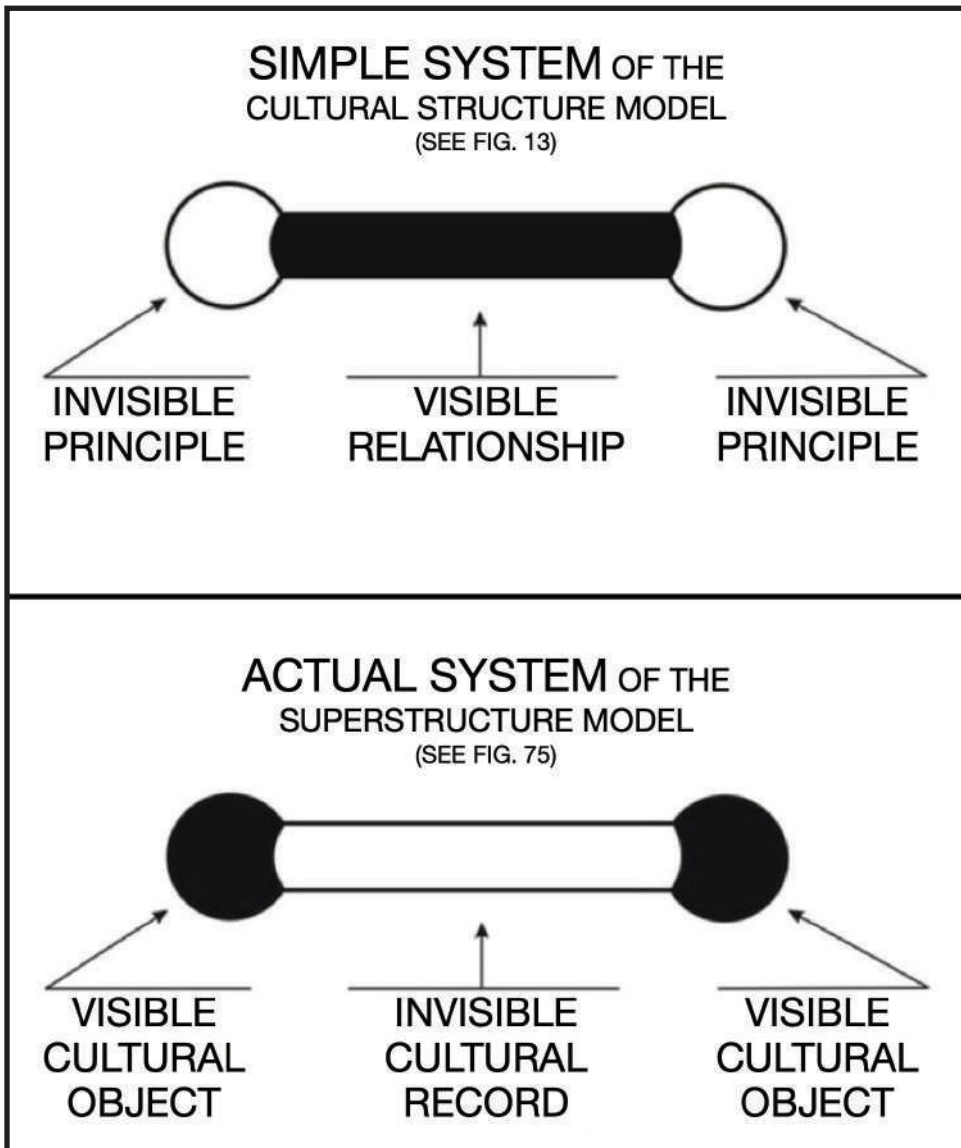 SIMPLE SYSTEM OF THE
CULTURAL STRUCTURE MODEL
(SEE FIG. 13)
INVISIBLE
PRINCIPLE
VISIBLE
RELATIONSHIP
INVISIBLE
PRINCIPLE
ACTUAL SYSTEM OF THE
SUPERSTRUCTURE MODEL
(SEE FIG. 75)
VISIBLE
CULTURAL
OBJECT
INVISIBLE
CULTURAL
RECORD
VISIBLE
CULTURAL
OBJECT